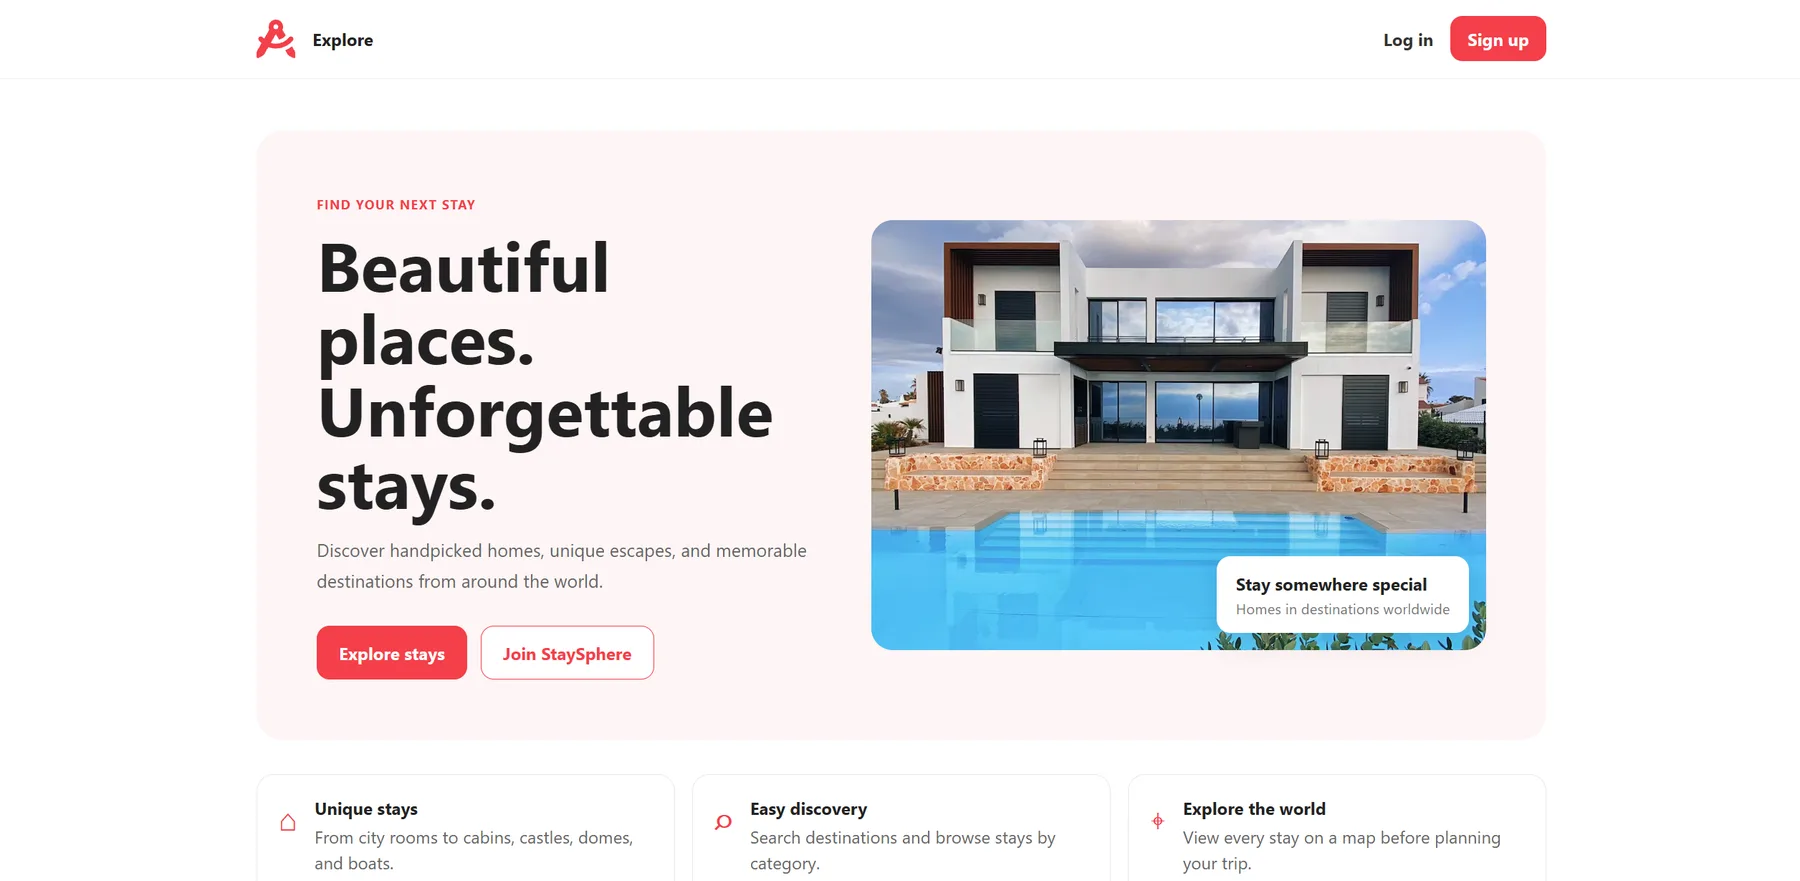 Explore
Log in
Sign up
FIND YOUR NEXT STAY
Beautiful
places.
Unforgettable
stays.
Discover handpicked homes, unique escapes, and memorable
destinations from around the world.
Explore stays
Join StaySphere
Stay somewhere special
Homes in destinations worldwide
Unique stays
From city rooms to cabins, castles, domes,
and boats.
Easy discovery
Search destinations and browse stays by
category.
Explore the world
View every stay on a map before planning
your trip.